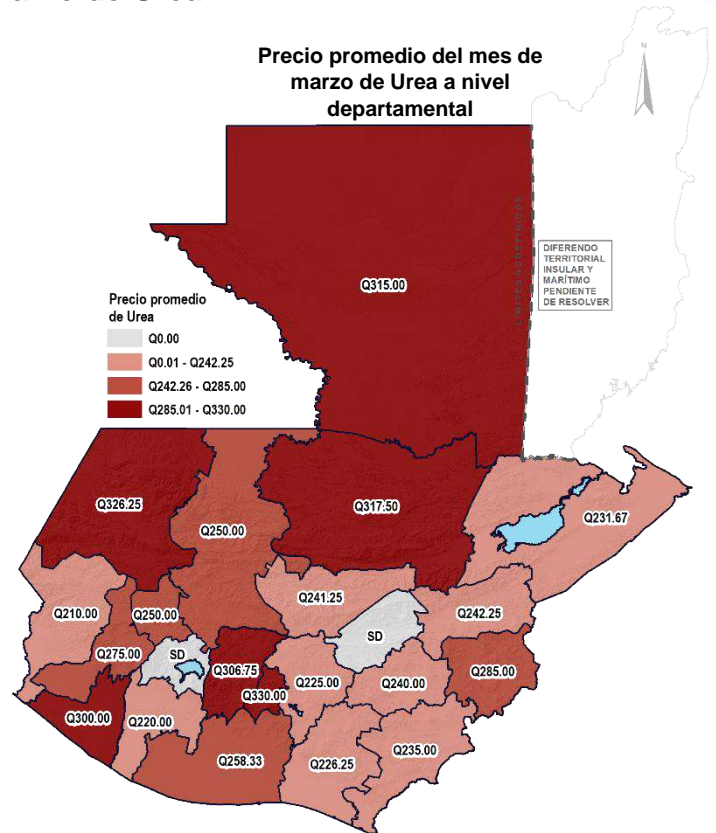 Precio promedio del mes de
marzo de Urea a nivel
departamental
N
LIMITES NO DEFINIDOS
DIFERENDO
TERRITORIAL
INSULAR Y
MARÍTIMO
PENDIENTE
DE RESOLVER
Q315.00
Precio promedio
de Urea
Q0.00
Q0.01 - Q242.25
Q242.26 - Q285.00
Q285.01 - Q330.00
Q326.25
Q317.50
Q250.00
Q231.67
Q241.25
Q242.25
Q210.00
Q250.00
SD
SD
Q275.00
Q306.75
Q285.00
Q225.00
Q240.00
Q330.00
Q300.00
Q220.00
Q235.00
Q258.33
Q226.25